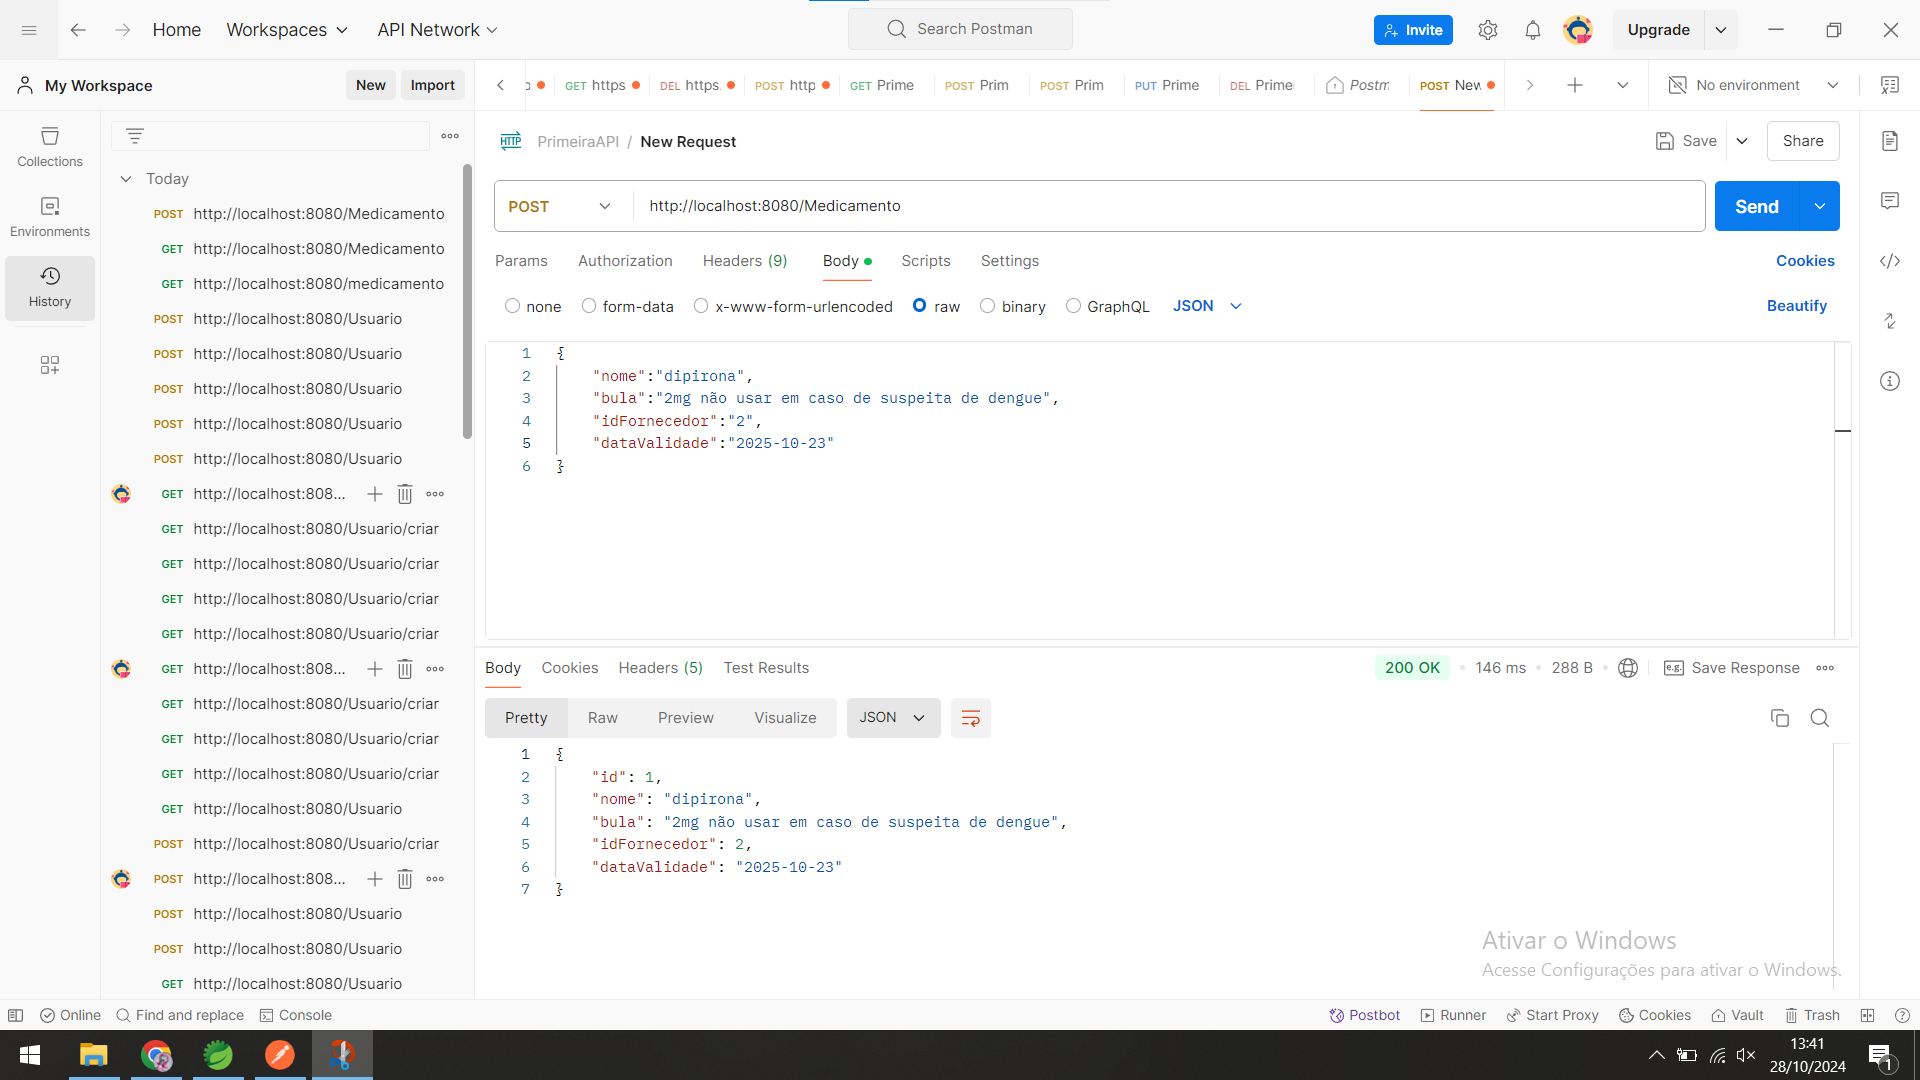 Home
Workspaces
API Network
Search Postman
Invite
Upgrade
My Workspace
New
Import
GET https
DEL https.
POST http
GET Prime
POST Prim
POST Prim
PUT Prime
DEL Prime
Postm
POST New
No environment
Collections
Environments
History
Today
POST http://localhost:8080/Medicamento
GET http://localhost:8080/Medicamento
GET http://localhost:8080/medicamento
POST http://localhost:8080/Usuario
POST http://localhost:8080/Usuario
POST http://localhost:8080/Usuario
POST http://localhost:8080/Usuario
POST http://localhost:8080/Usuario
GET http://localhost:808...
GET http://localhost:8080/Usuario/criar
GET http://localhost:8080/Usuario/criar
GET http://localhost:8080/Usuario/criar
GET http://localhost:8080/Usuario/criar
GET http://localhost:808...
GET http://localhost:8080/Usuario/criar
GET http://localhost:8080/Usuario/criar
GET http://localhost:8080/Usuario/criar
GET http://localhost:8080/Usuario
POST http://localhost:8080/Usuario/criar
POST http://localhost:808...
POST http://localhost:8080/Usuario
POST http://localhost:8080/Usuario
GET http://localhost:8080/Usuario
HTTP PrimeiraAPI / New Request
Save
Share
POST http://localhost:8080/Medicamento
Send
Params Authorization Headers (9) Body Scripts Settings
Cookies
none form-data x-www-form-urlencoded raw binary GraphQL JSON
Beautify
1 {
2 "nome":"dipirona",
3 "bula":"2mg não usar em caso de suspeita de dengue",
4 "idFornecedor":"2",
5 "dataValidade":"2025-10-23"
6 }
Body Cookies Headers (5) Test Results
200 OK 146 ms 288 B
e.g. Save Response
Pretty Raw Preview Visualize JSON
1 {
2 "id": 1,
3 "nome": "dipirona",
4 "bula": "2mg não usar em caso de suspeita de dengue",
5 "idFornecedor": 2,
6 "dataValidade": "2025-10-23"
7 }
Ativar o Windows
Acesse Configurações para ativar o Windows.
Online
Find and replace
Console
Postbot
Runner
Start Proxy
Cookies
Vault
Trash
13:41
28/10/2024
1